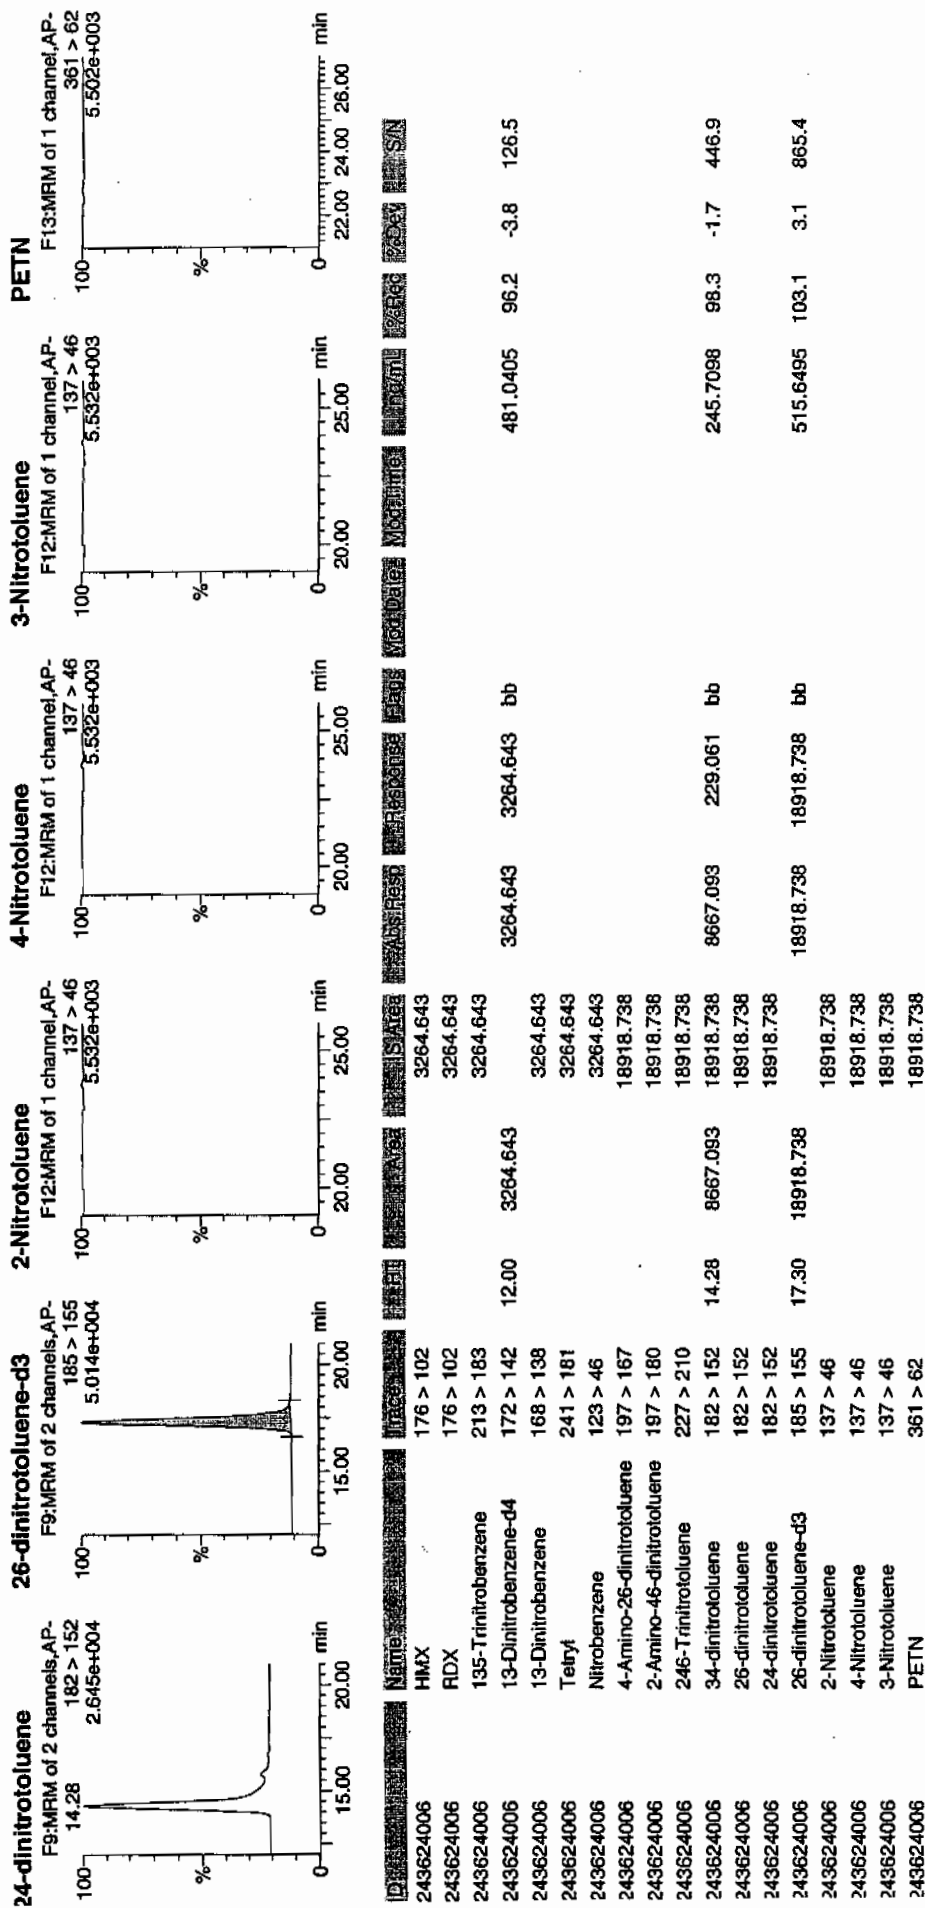 24-dinitrotoluene
F9:MRM of 2 channels,AP-
14.28 182 > 152
2.645e+004
100
%
0
15.00 20.00 min
26-dinitrotoluene-d3
F9:MRM of 2 channels,AP-
185 > 155
5.014e+004
100
%
0
15.00 20.00 min
2-Nitrotoluene
F12:MRM of 1 channel,AP-
137 > 46
5.532e+003
100
%
0
20.00 25.00 min
4-Nitrotoluene
F12:MRM of 1 channel,AP-
137 > 46
5.532e+003
100
%
0
20.00 25.00 min
3-Nitrotoluene
F12:MRM of 1 channel,AP-
137 > 46
5.532e+003
100
%
0
20.00 25.00 min
PETN
F13:MRM of 1 channel,AP-
361 > 62
5.502e+003
100
%
0
22.00 24.00 26.00 min
ID Name Trace RT Area IS Area Abs.Resp Response Flags Mod.Date Mod.Time ng/mL %Rec %Dev S/N
243624006 HMX 176 > 102 3264.643
243624006 RDX 176 > 102 3264.643
243624006 135-Trinitrobenzene 213 > 183 3264.643
243624006 13-Dinitrobenzene-d4 172 > 142 12.00 3264.643 3264.643 3264.643 bb 481.0405 96.2 -3.8 126.5
243624006 13-Dinitrobenzene 168 > 138 3264.643
243624006 Tetryl 241 > 181 3264.643
243624006 Nitrobenzene 123 > 46 3264.643
243624006 4-Amino-26-dinitrotoluene 197 > 167 18918.738
243624006 2-Amino-46-dinitrotoluene 197 > 180 18918.738
243624006 246-Trinitrotoluene 227 > 210 18918.738
243624006 34-dinitrotoluene 182 > 152 14.28 8667.093 18918.738 8667.093 229.061 bb 245.7098 98.3 -1.7 446.9
243624006 26-dinitrotoluene 182 > 152 18918.738
243624006 24-dinitrotoluene 182 > 152 18918.738
243624006 26-dinitrotoluene-d3 185 > 155 17.30 18918.738 18918.738 18918.738 bb 515.6495 103.1 3.1 865.4
243624006 2-Nitrotoluene 137 > 46 18918.738
243624006 4-Nitrotoluene 137 > 46 18918.738
243624006 3-Nitrotoluene 137 > 46 18918.738
243624006 PETN 361 > 62 18918.738